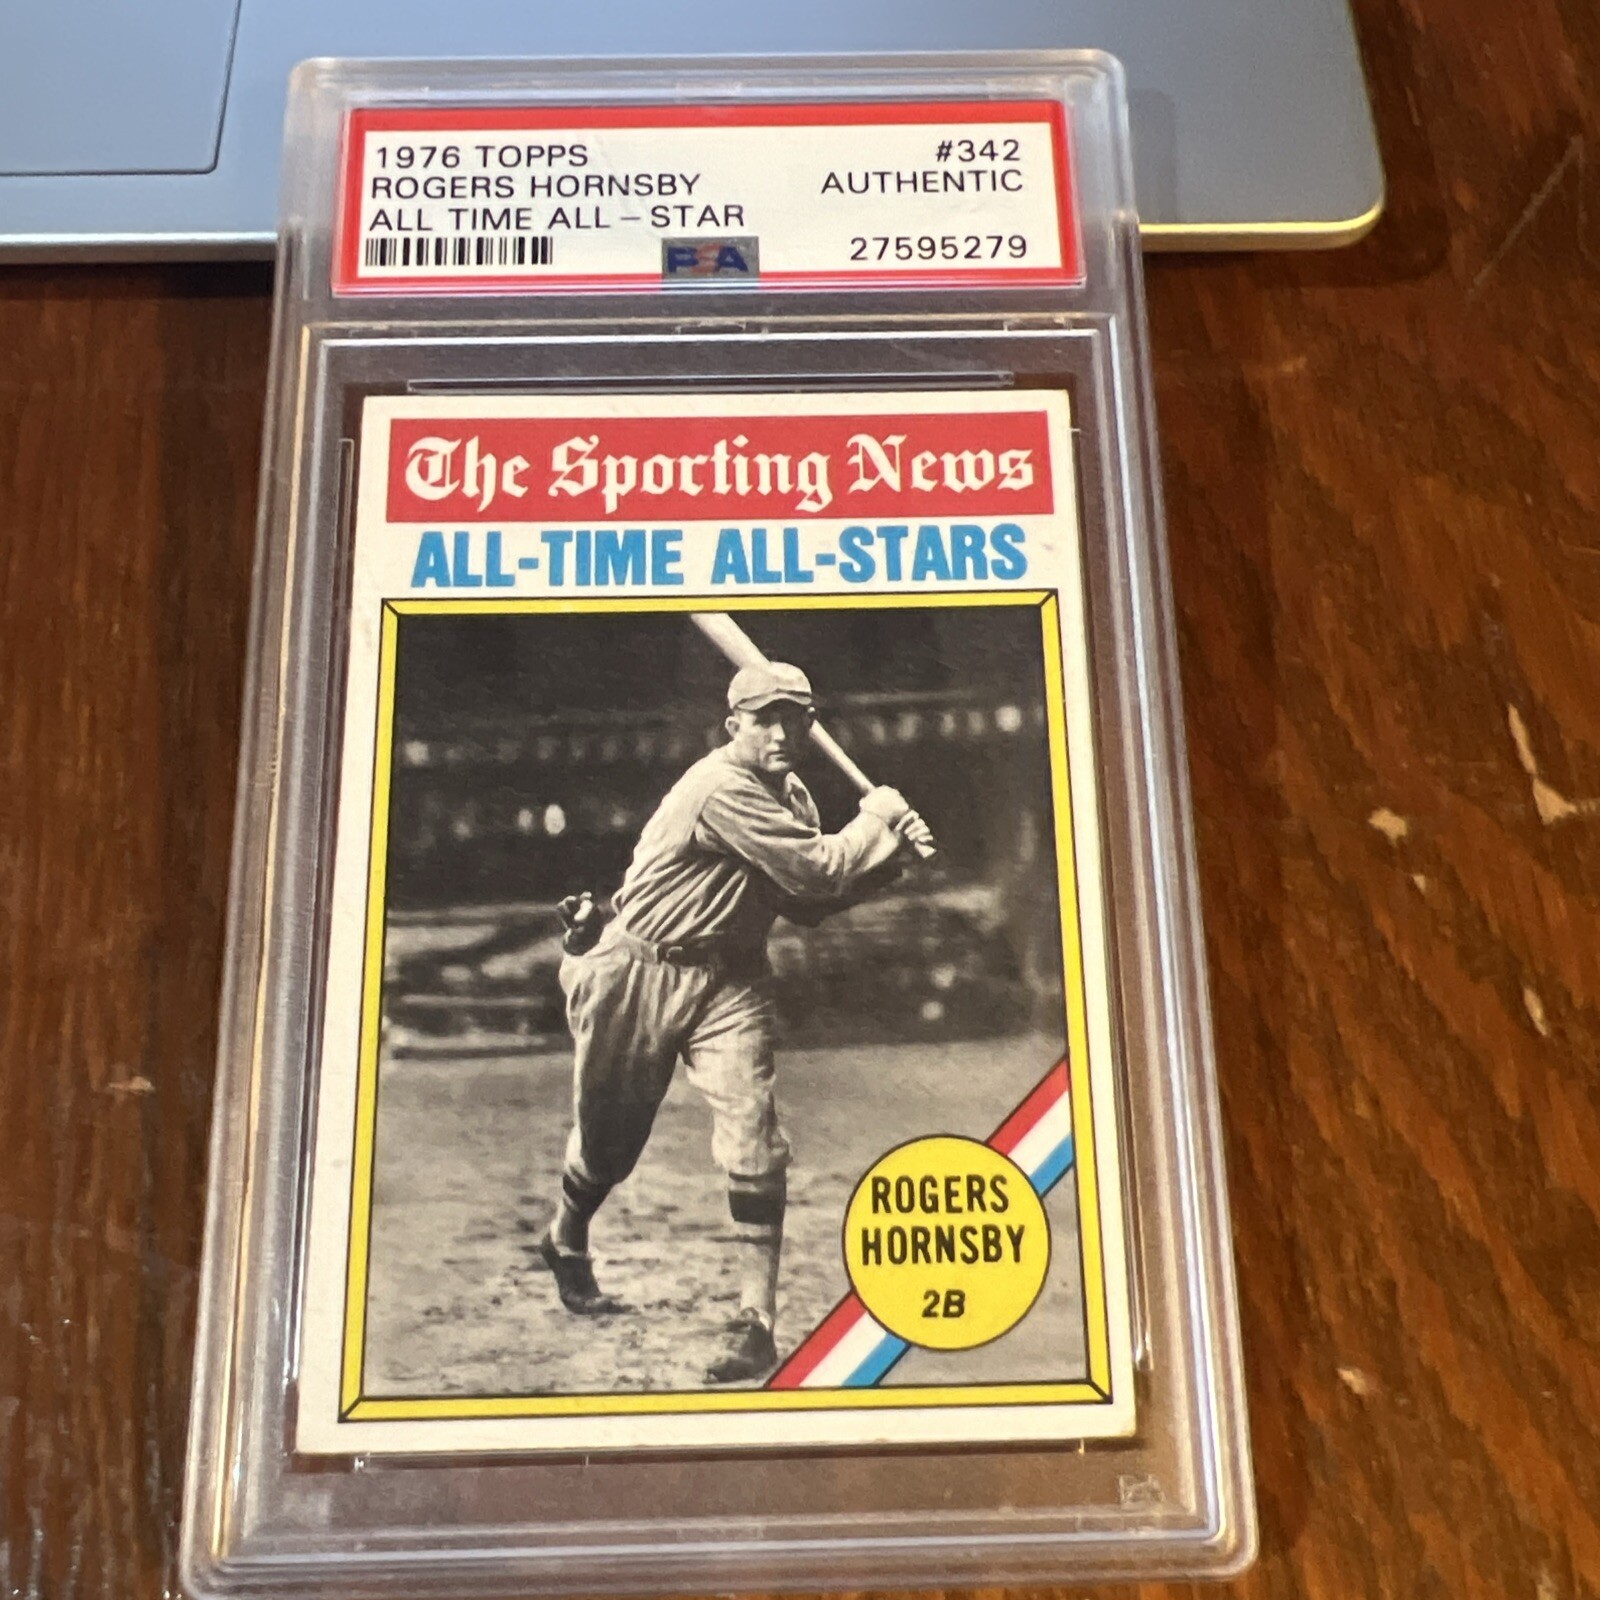 1976 TOPPS #342
ROGERS HORNSBY AUTHENTIC
ALL TIME ALL-STAR
PSA 27595279
The Sporting News
ALL-TIME ALL-STARS
ROGERS
HORNSBY
2B